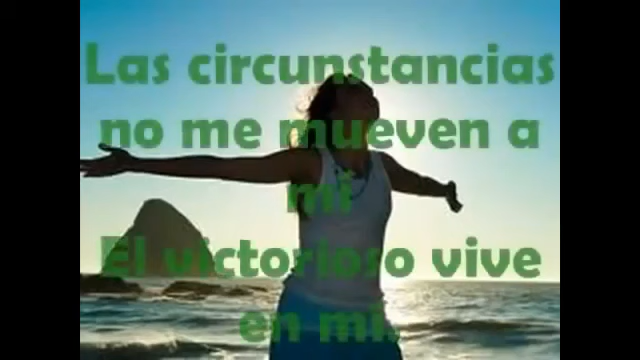 Las circunstancias
no me mueven a
mi
El victorioso vive
en mi.